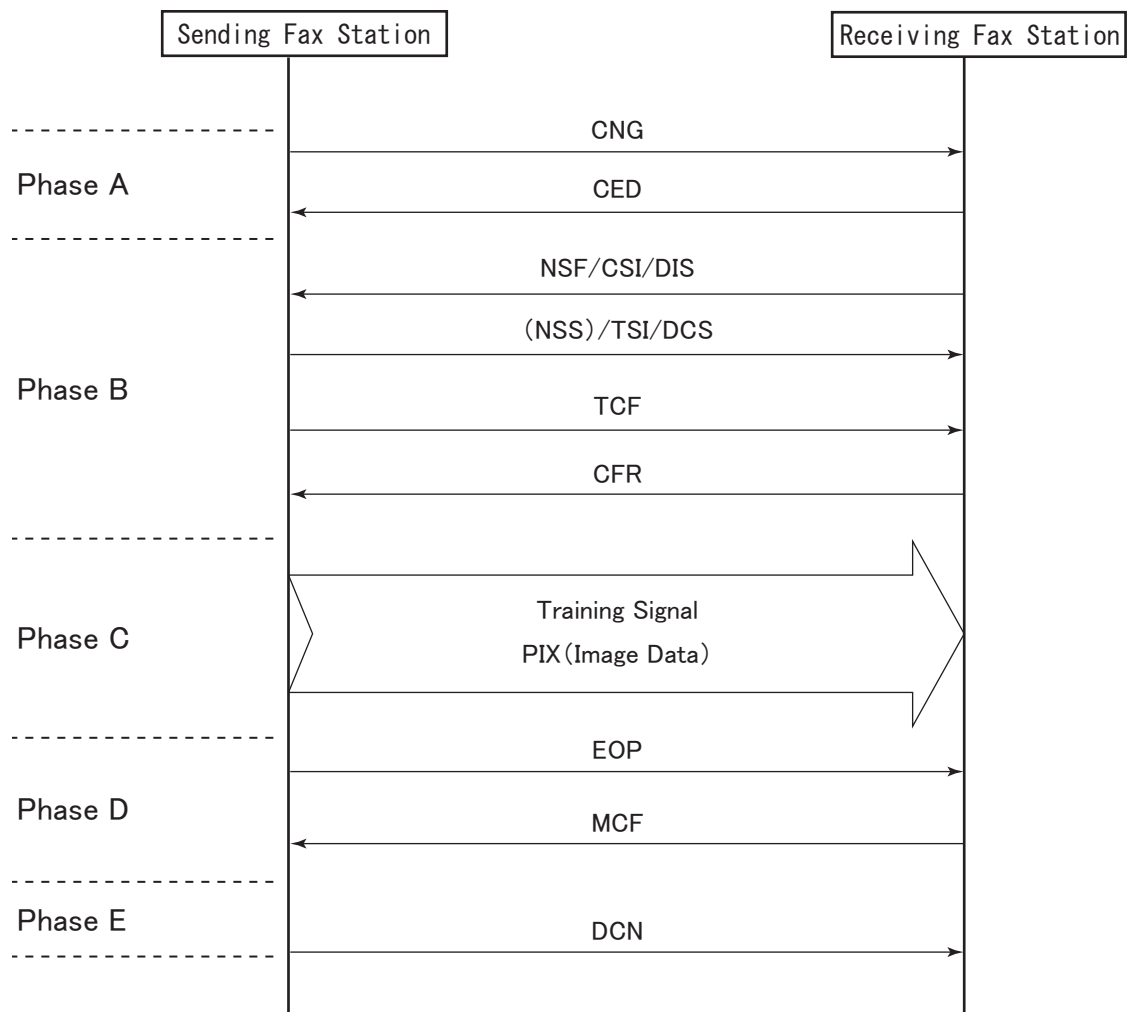 Sending Fax Station
Receiving Fax Station
CNG
Phase A
CED
NSF/CSI/DIS
(NSS)/TSI/DCS
Phase B
TCF
CFR
Training Signal
Phase C
PIX(Image Data)
EOP
Phase D
MCF
Phase E
DCN